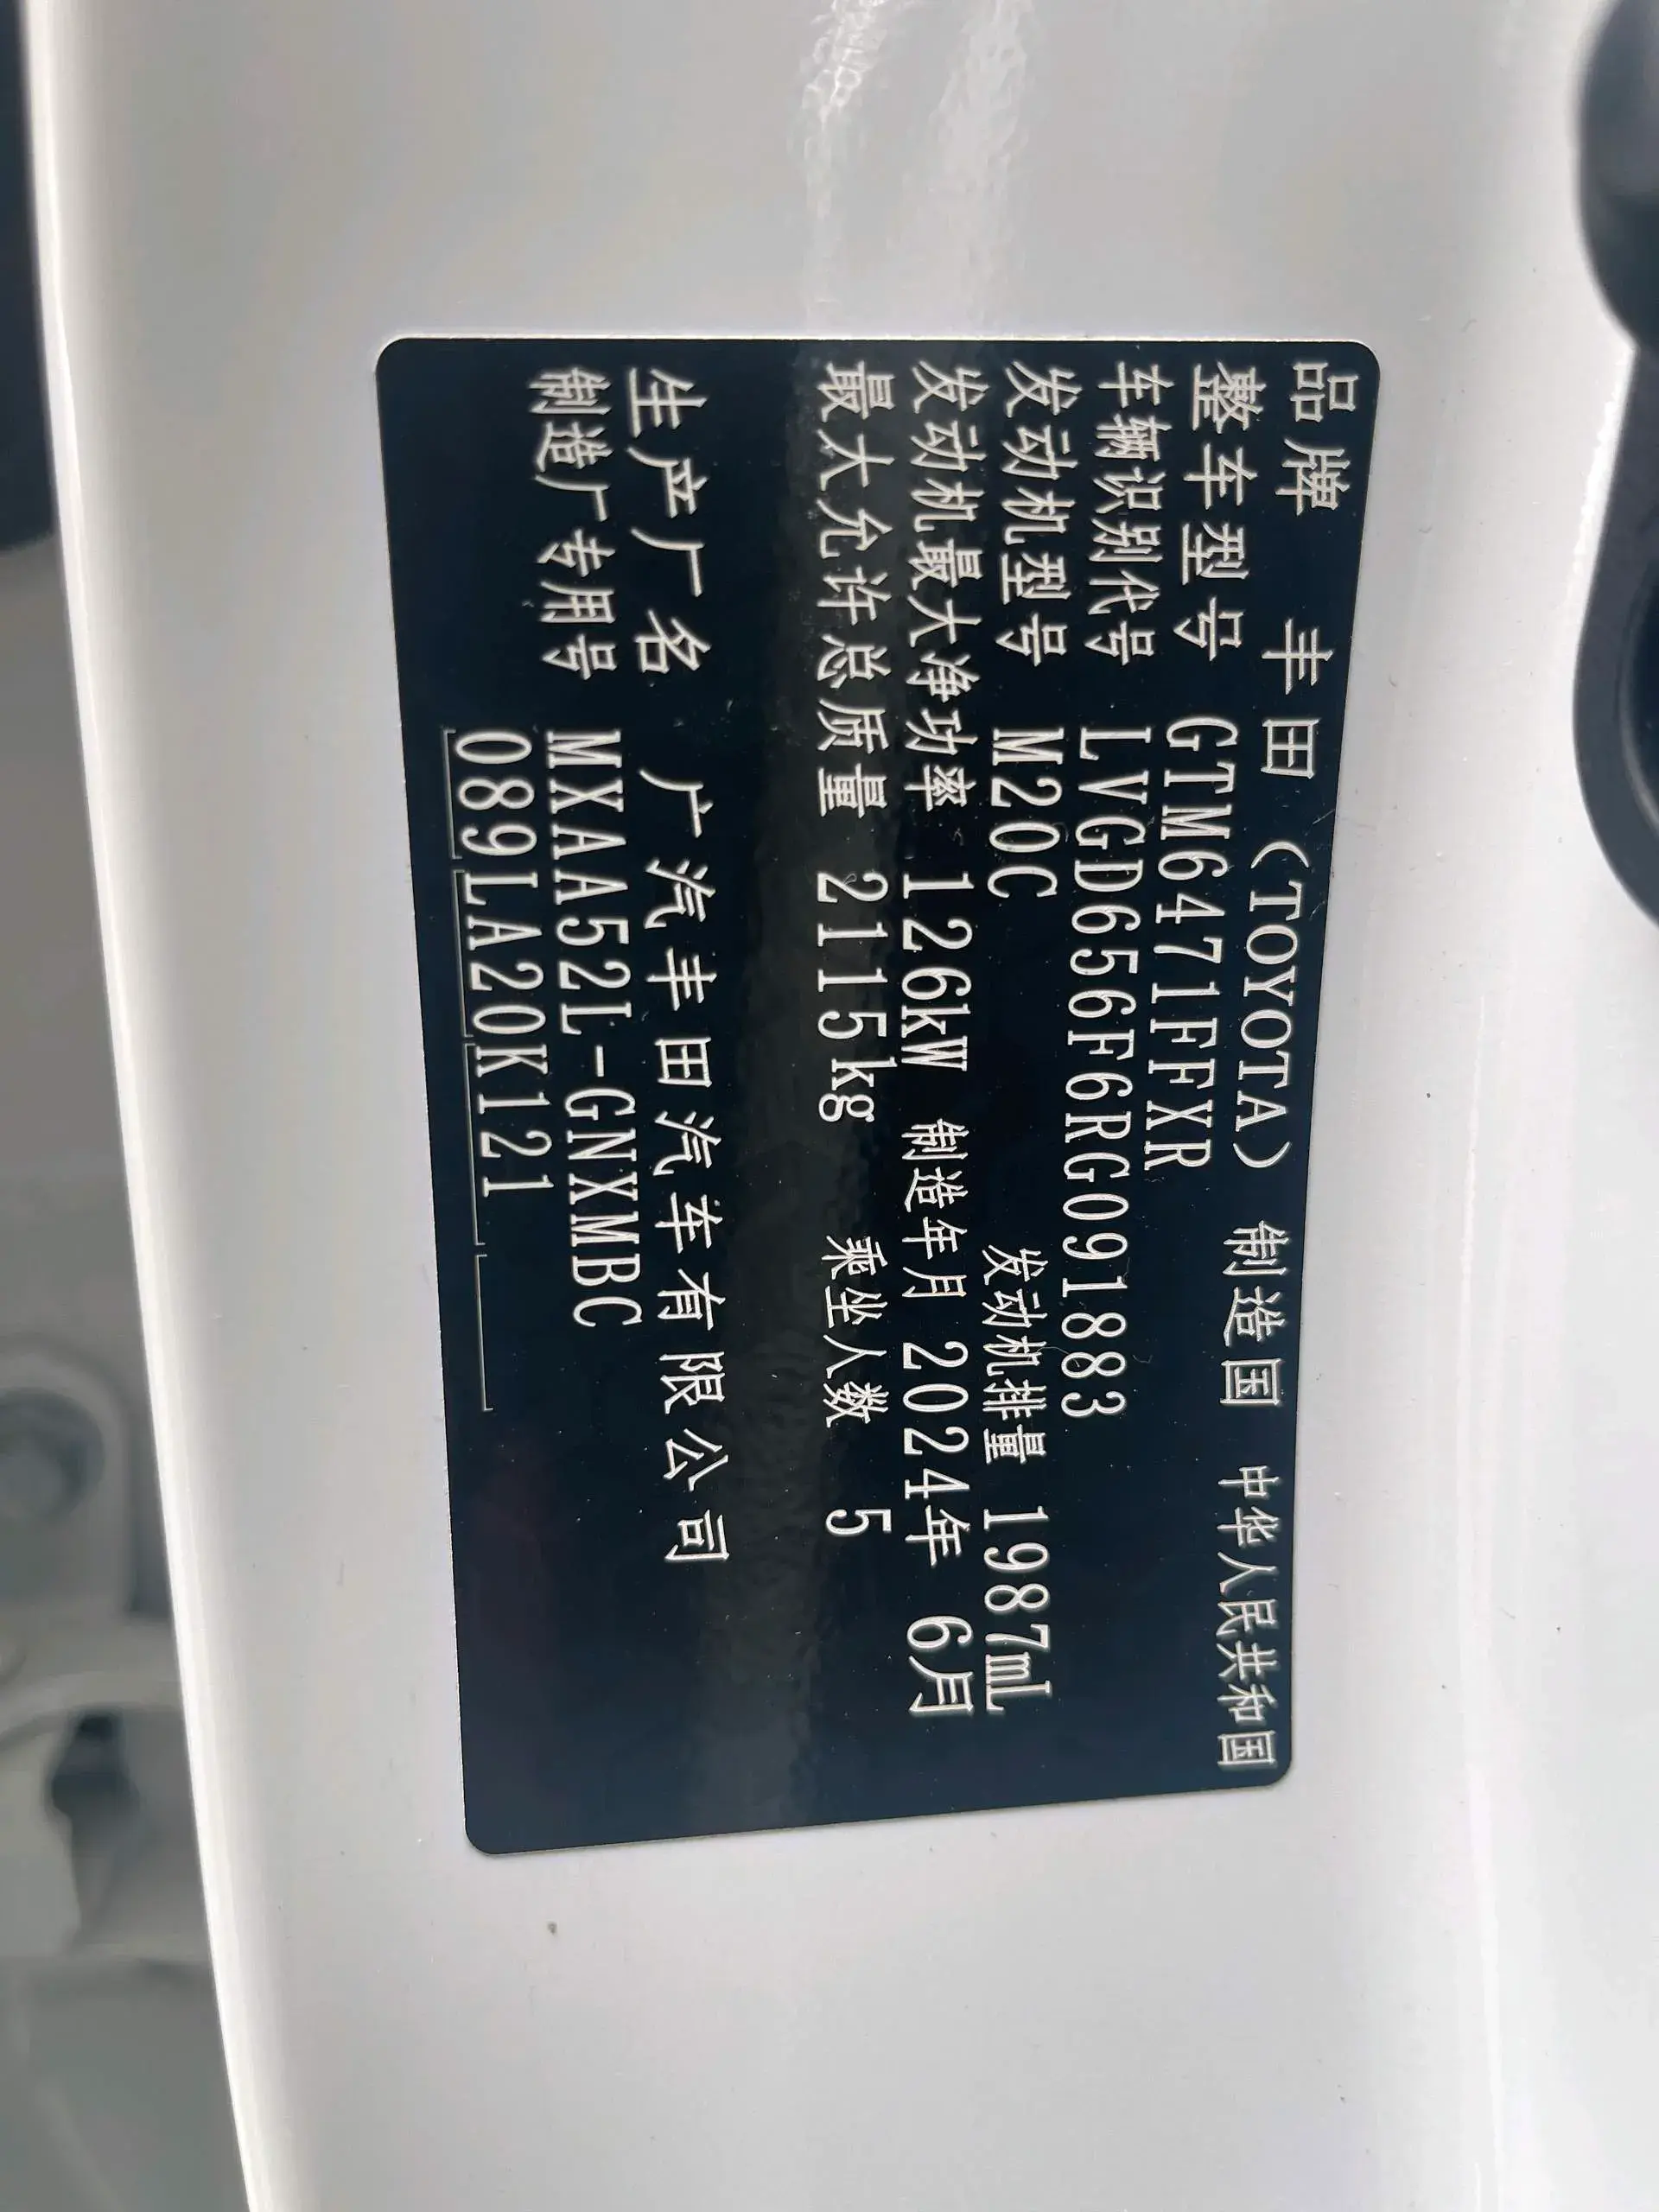 品牌 丰田（TOYOTA） 制造国 中华人民共和国
整车型号 GTM6471FFXR
车辆识别代号 LVGD656F6RG091883
发动机型号 M20C 发动机排量 1987mL
发动机最大净功率 126kW 制造年月 2024年 6月
最大允许总质量 2115kg 乘坐人数 5
生产厂名 广汽丰田汽车有限公司
制造厂专用号 MXAA52L-GNXMBC
089LA20K121